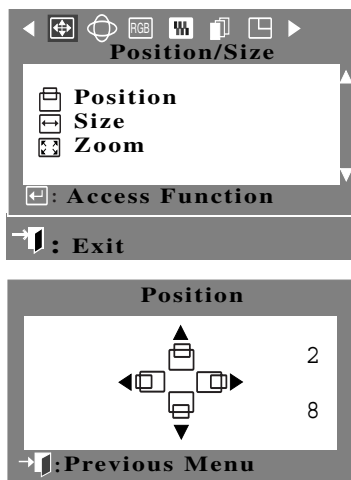 RGB
Position/Size
Position
Size
Zoom
: Access Function
: Exit
Position
2
8
:Previous Menu